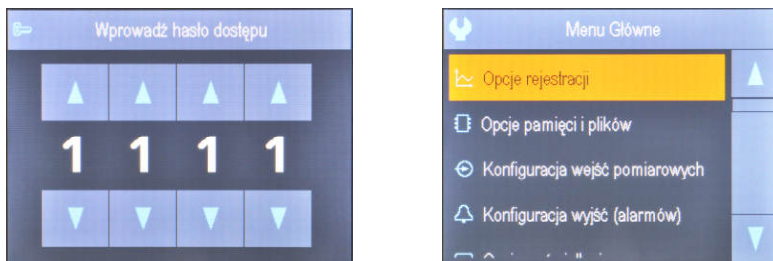 Wprowadź hasło dostępu
1 1 1 1
Menu Główne
Opcje rejestracji
Opcje pamięci i plików
Konfiguracja wejść pomiarowych
Konfiguracja wyjść (alarmów)